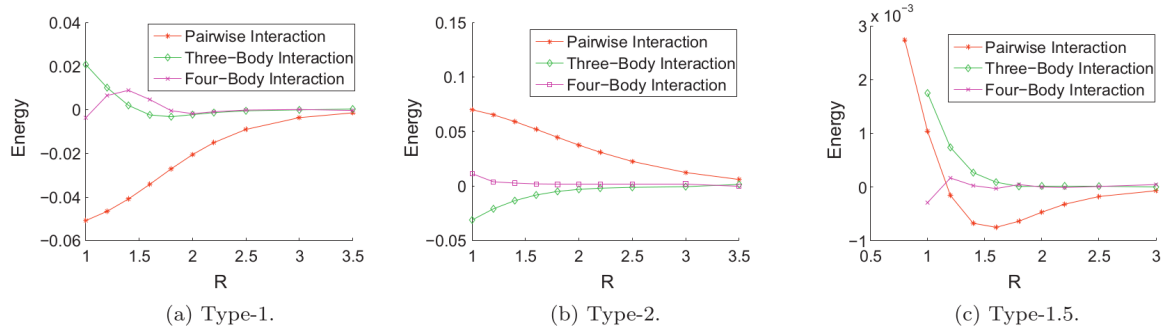 0.04
0.02
0
−0.02
−0.04
−0.06
Energy
1
1.5
2
2.5
3
3.5
R
Pairwise Interaction
Three−Body Interaction
Four−Body Interaction
(a) Type-1.
0.15
0.1
0.05
0
−0.05
Energy
1
1.5
2
2.5
3
3.5
R
Pairwise Interaction
Three−Body Interaction
Four−Body Interaction
(b) Type-2.
x 10⁻³
3
2
1
0
−1
Energy
0.5
1
1.5
2
2.5
3
R
Pairwise Interaction
Three−Body Interaction
Four−Body Interaction
(c) Type-1.5.